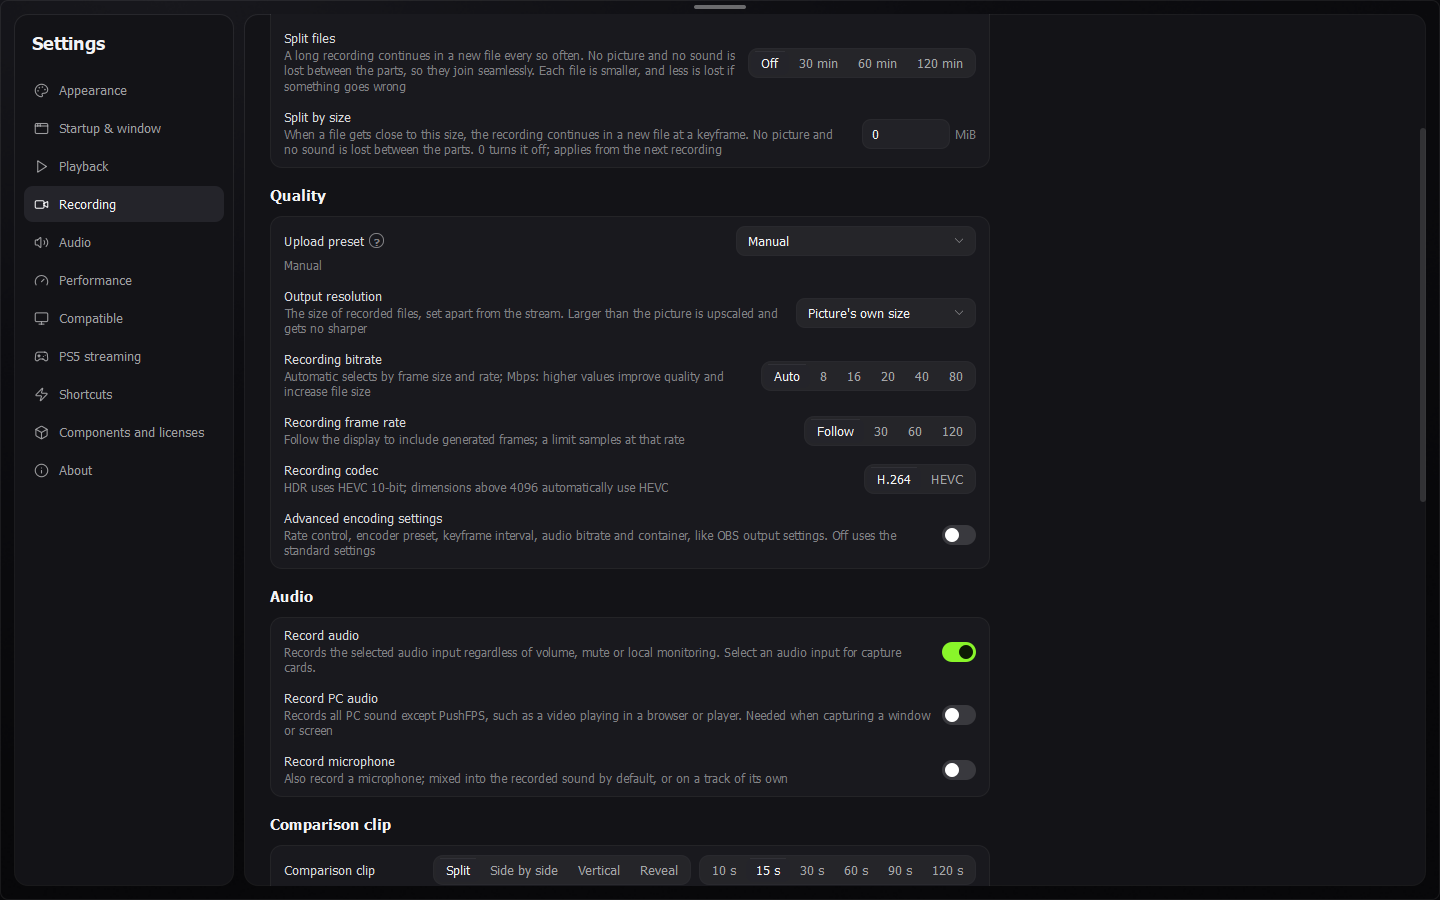 Settings
Appearance
Startup & window
Playback
Recording
Audio
Performance
Compatible
PS5 streaming
Shortcuts
Components and licenses
About
Split files
A long recording continues in a new file every so often. No picture and no sound is
lost between the parts, so they join seamlessly. Each file is smaller, and less is lost if
something goes wrong
Off 30 min 60 min 120 min
Split by size
When a file gets close to this size, the recording continues in a new file at a keyframe. No picture and
no sound is lost between the parts. 0 turns it off; applies from the next recording
0 MiB
Quality
Upload preset ?
Manual
Manual
Output resolution
The size of recorded files, set apart from the stream. Larger than the picture is upscaled and
gets no sharper
Picture's own size
Recording bitrate
Automatic selects by frame size and rate; Mbps: higher values improve quality and
increase file size
Auto 8 16 20 40 80
Recording frame rate
Follow the display to include generated frames; a limit samples at that rate
Follow 30 60 120
Recording codec
HDR uses HEVC 10-bit; dimensions above 4096 automatically use HEVC
H.264 HEVC
Advanced encoding settings
Rate control, encoder preset, keyframe interval, audio bitrate and container, like OBS output settings. Off uses the
standard settings
Audio
Record audio
Records the selected audio input regardless of volume, mute or local monitoring. Select an audio input for capture
cards.
Record PC audio
Records all PC sound except PushFPS, such as a video playing in a browser or player. Needed when capturing a window
or screen
Record microphone
Also record a microphone; mixed into the recorded sound by default, or on a track of its own
Comparison clip
Comparison clip
Split Side by side Vertical Reveal
10 s 15 s 30 s 60 s 90 s 120 s